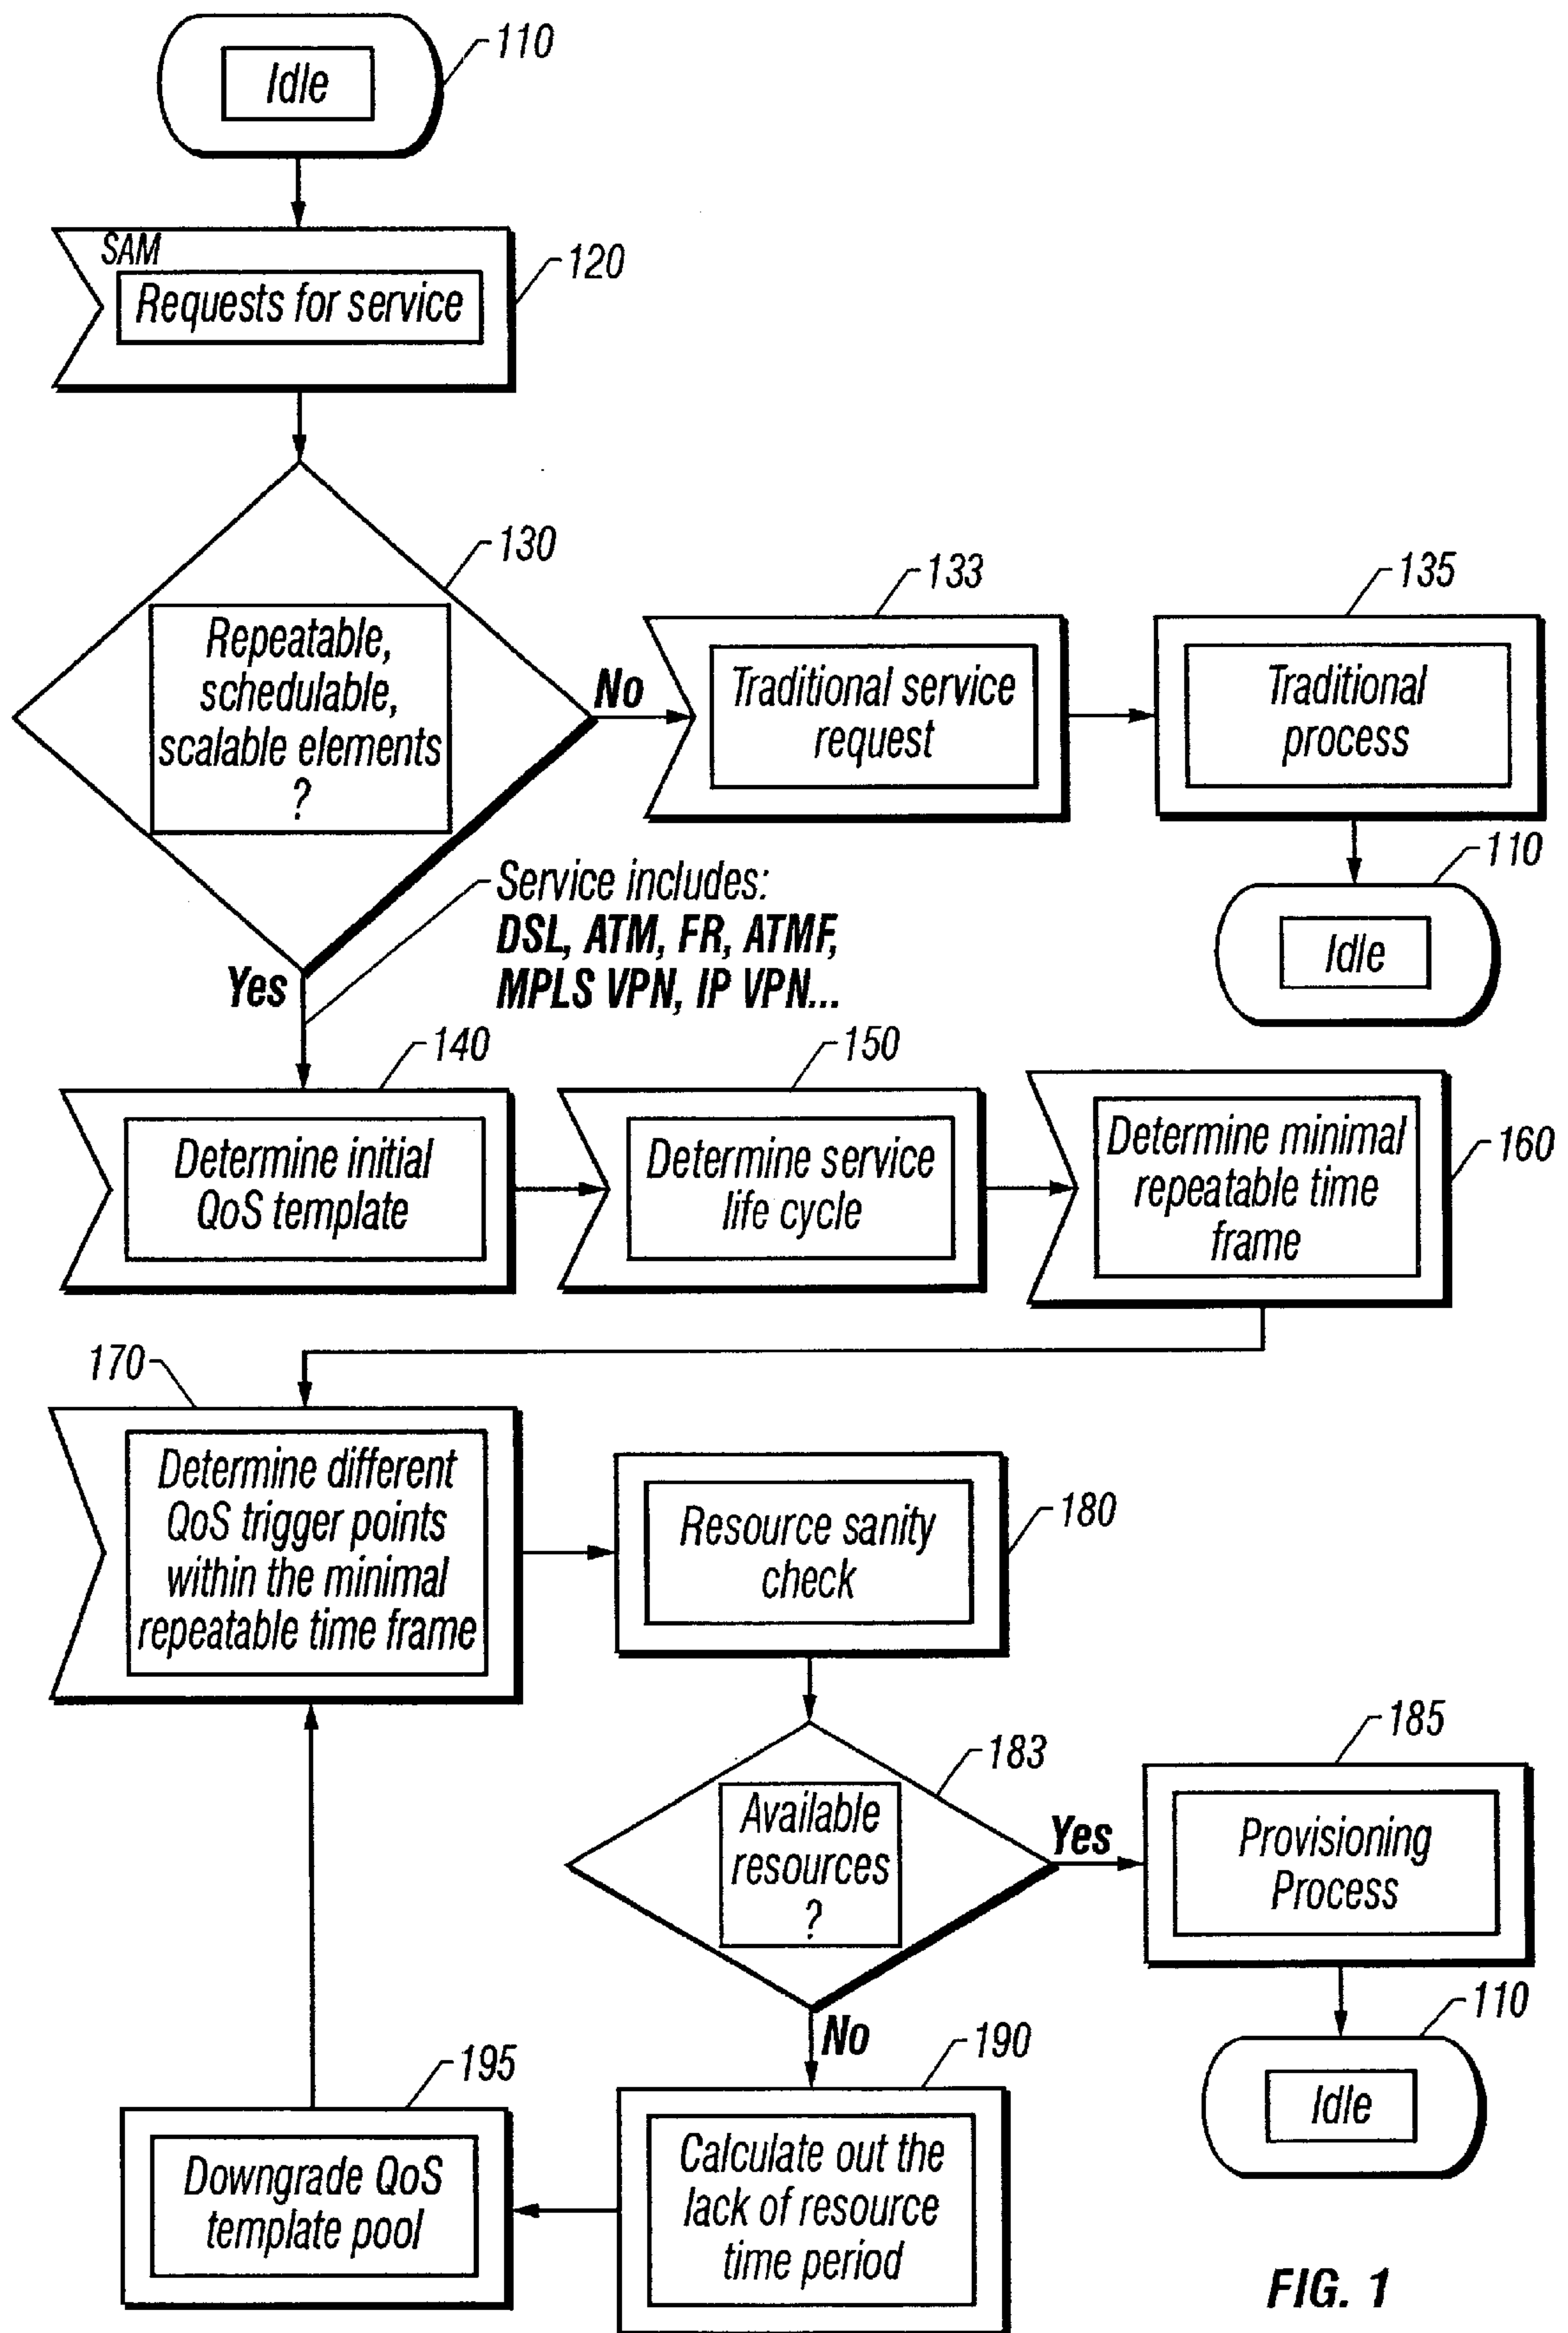 110
Idle
SAM
120
Requests for service
130
Repeatable,
schedulable,
scalable elements
?
No
133
Traditional service
request
135
Traditional
process
110
Idle
Service includes:
DSL, ATM, FR, ATMF,
MPLS VPN, IP VPN...
Yes
140
Determine initial
QoS template
150
Determine service
life cycle
160
Determine minimal
repeatable time
frame
170
Determine different
QoS trigger points
within the minimal
repeatable time frame
180
Resource sanity
check
183
Available
resources
?
Yes
185
Provisioning
Process
110
Idle
No
190
Calculate out the
lack of resource
time period
195
Downgrade QoS
template pool
FIG. 1